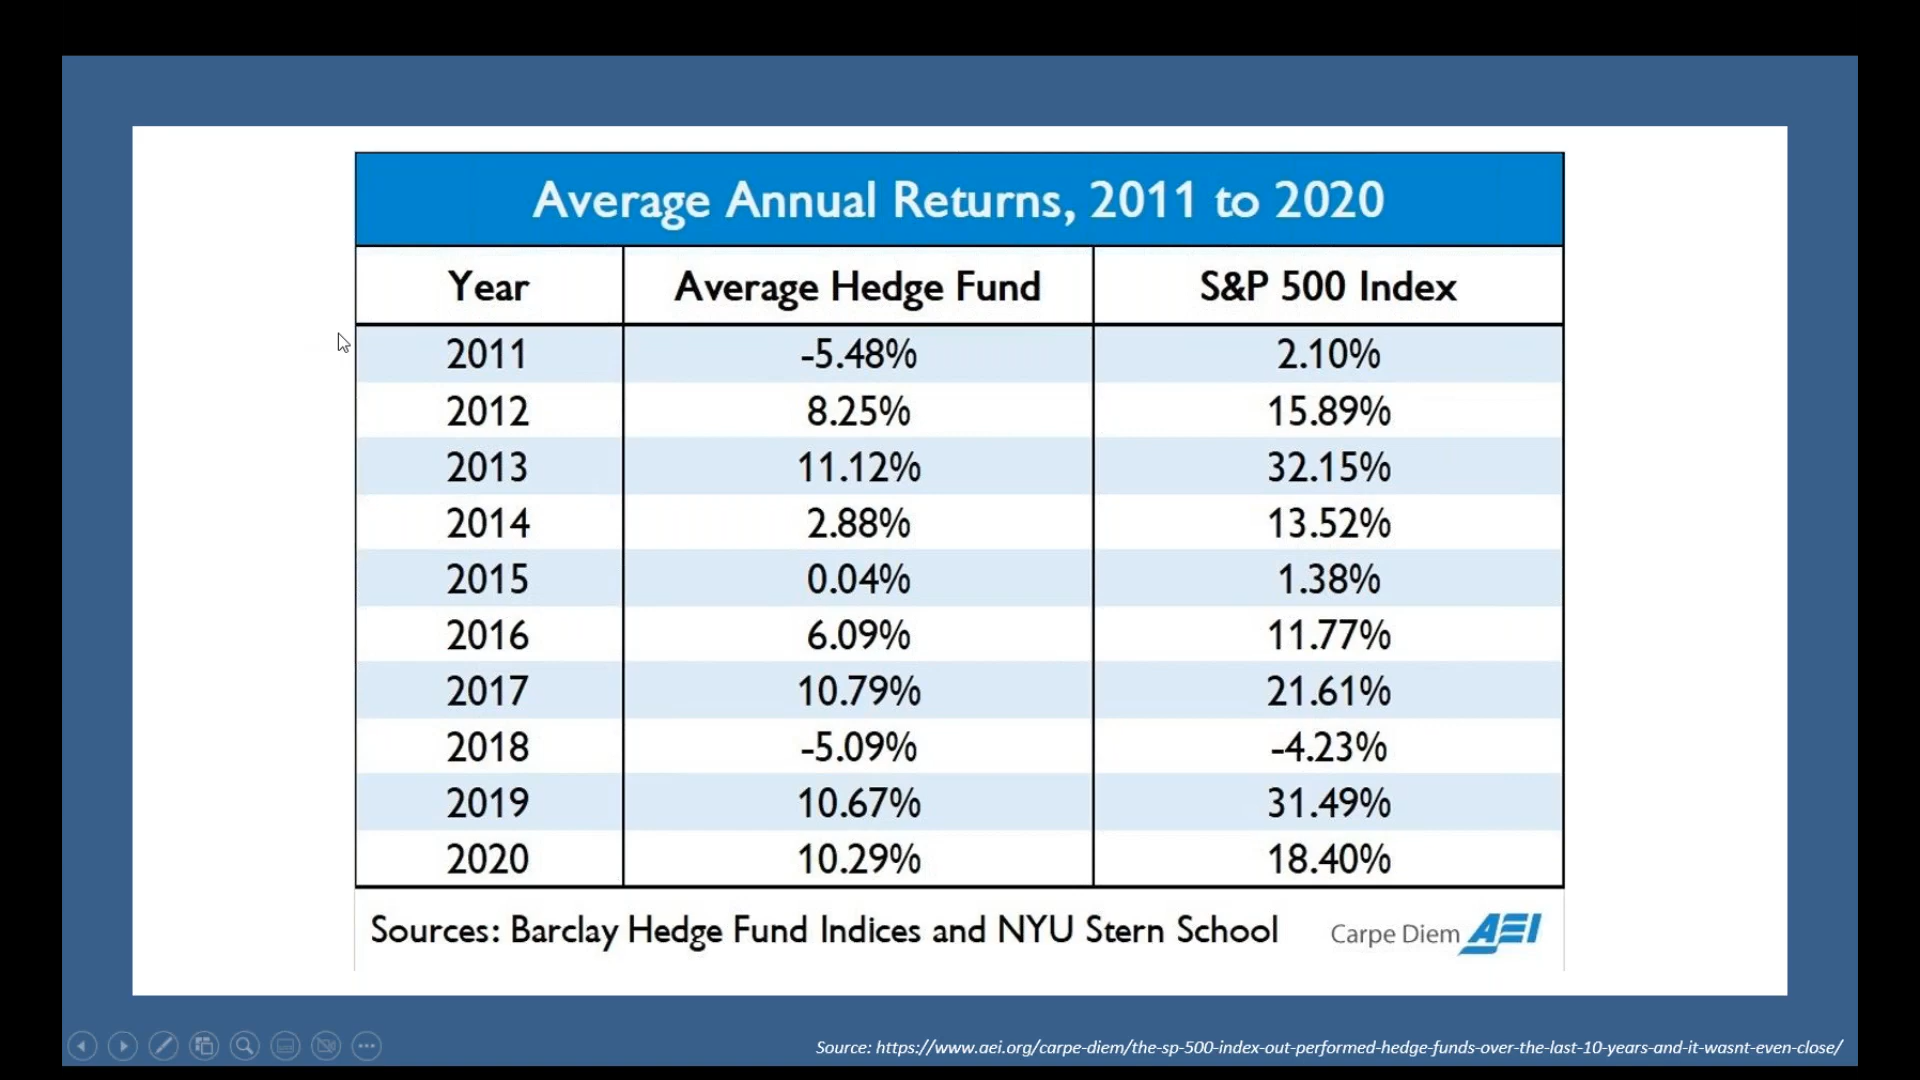 Average Annual Returns, 2011 to 2020
Year Average Hedge Fund S&P 500 Index
2011 -5.48% 2.10%
2012 8.25% 15.89%
2013 11.12% 32.15%
2014 2.88% 13.52%
2015 0.04% 1.38%
2016 6.09% 11.77%
2017 10.79% 21.61%
2018 -5.09% -4.23%
2019 10.67% 31.49%
2020 10.29% 18.40%
Sources: Barclay Hedge Fund Indices and NYU Stern School Carpe Diem AEI
Source: https://www.aei.org/carpe-diem/the-sp-500-index-out-performed-hedge-funds-over-the-last-10-years-and-it-wasnt-even-close/